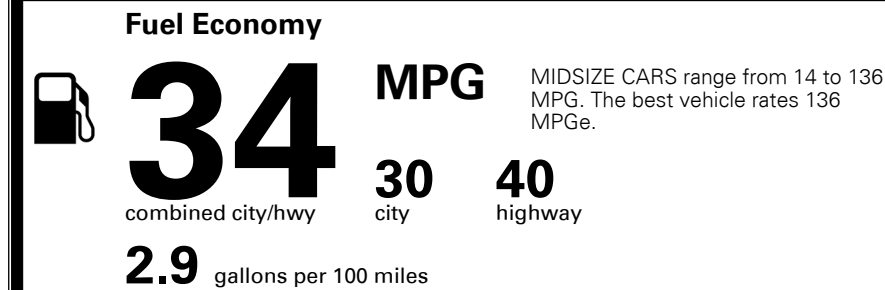 Fuel Economy
34
MPG
MIDSIZE CARS range from 14 to 136
MPG. The best vehicle rates 136
MPGe.
30 40
combined city/hwy city highway
2.9 gallons per 100 miles